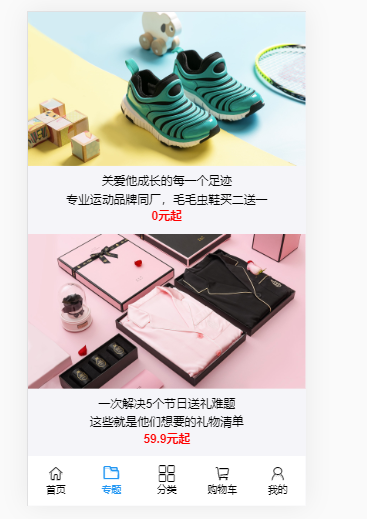 关爱他成长的每一个足迹
专业运动品牌同厂，毛毛虫鞋买二送一
0元起
一次解决5个节日送礼难题
这些就是他们想要的礼物清单
59.9元起
首页 专题 分类 购物车 我的